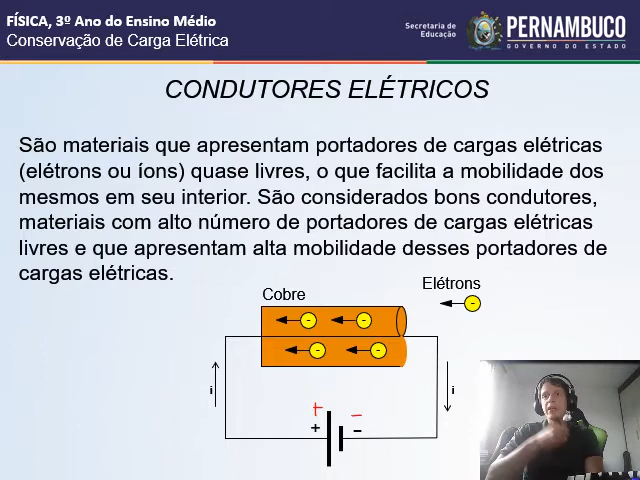 FÍSICA, 3º Ano do Ensino Médio
Conservação de Carga Elétrica
Secretaria de
Educação
PERNAMBUCO
GOVERNO DO ESTADO
CONDUTORES ELÉTRICOS
São materiais que apresentam portadores de cargas elétricas
(elétrons ou íons) quase livres, o que facilita a mobilidade dos
mesmos em seu interior. São considerados bons condutores,
materiais com alto número de portadores de cargas elétricas
livres e que apresentam alta mobilidade desses portadores de
cargas elétricas.
Elétrons
Cobre
-
- -
- -
i
i
+ -
+ -